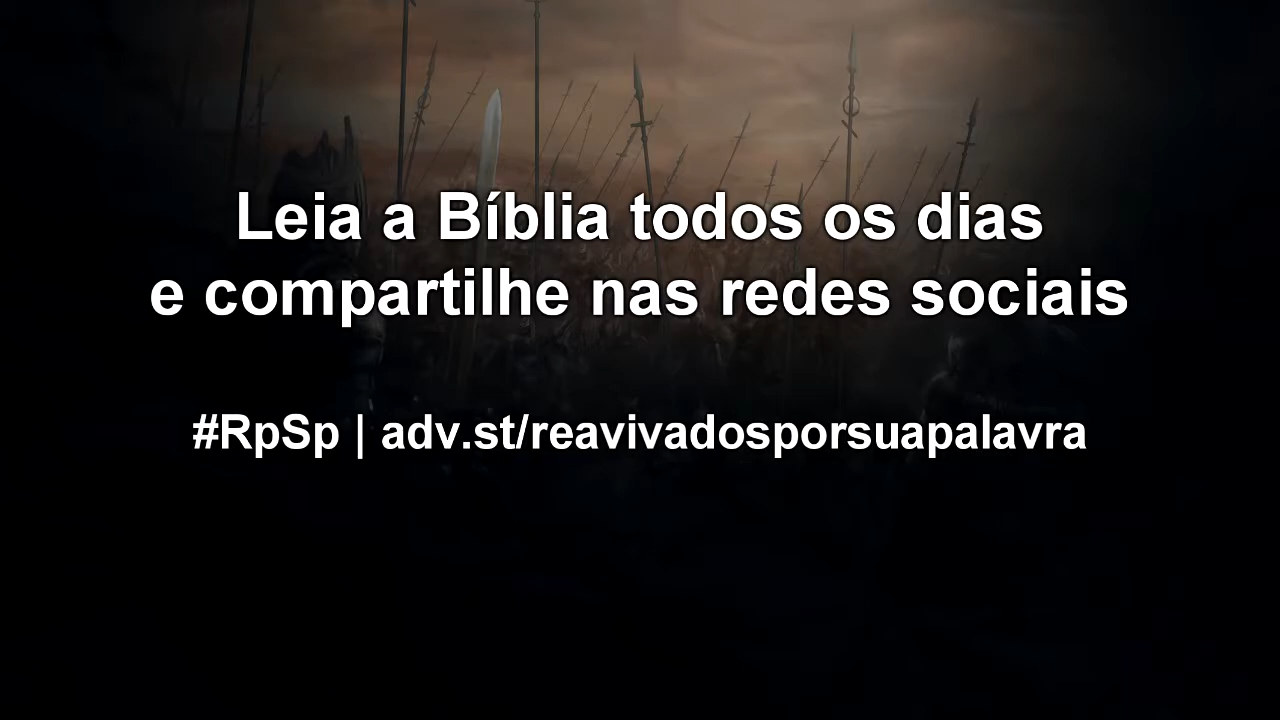 Leia a Bíblia todos os dias
e compartilhe nas redes sociais
#RpSp | adv.st/reavivadosporsuapalavra